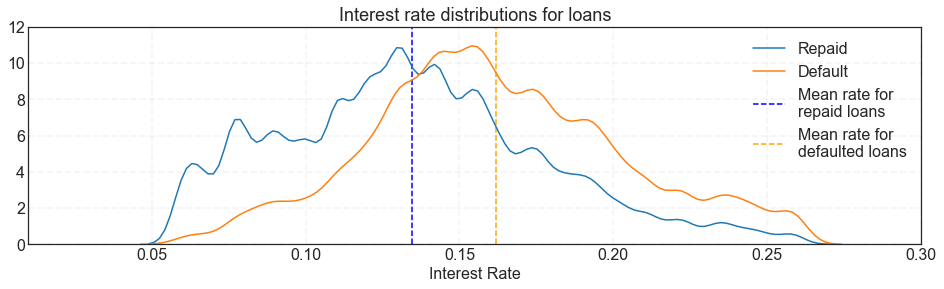 Interest rate distributions for loans
12
10
8
6
4
2
0
Repaid
Default
Mean rate for
repaid loans
Mean rate for
defaulted loans
0.05 0.10 0.15 0.20 0.25 0.30
Interest Rate